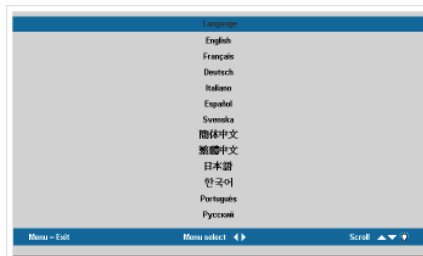 Language
English
Français
Deutsch
Italiano
Español
Svenska
簡体中文
繁體中文
日本語
한국어
Português
Русский
Menu – Exit Menu select Scroll